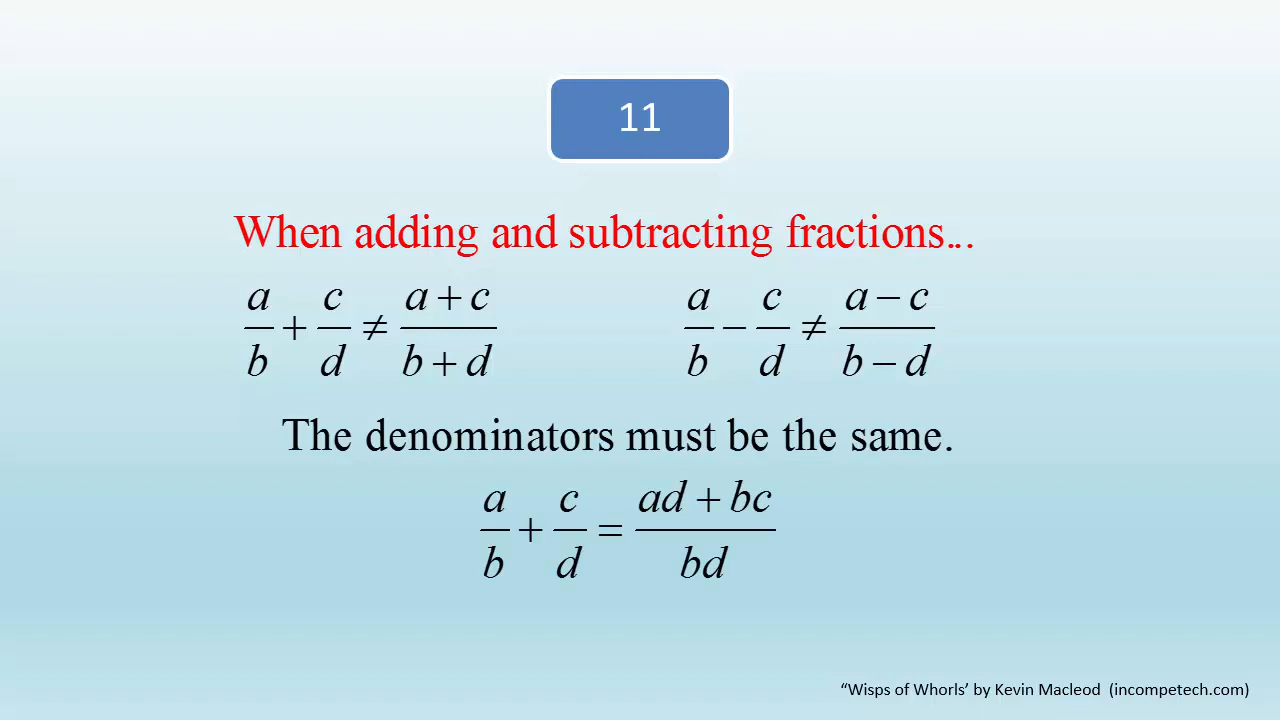 11
When adding and subtracting fractions...
a/b + c/d ≠ (a + c)/(b + d)    a/b − c/d ≠ (a − c)/(b − d)
The denominators must be the same.
a/b + c/d = (ad + bc)/bd
“Wisps of Whorls’ by Kevin Macleod (incompetech.com)